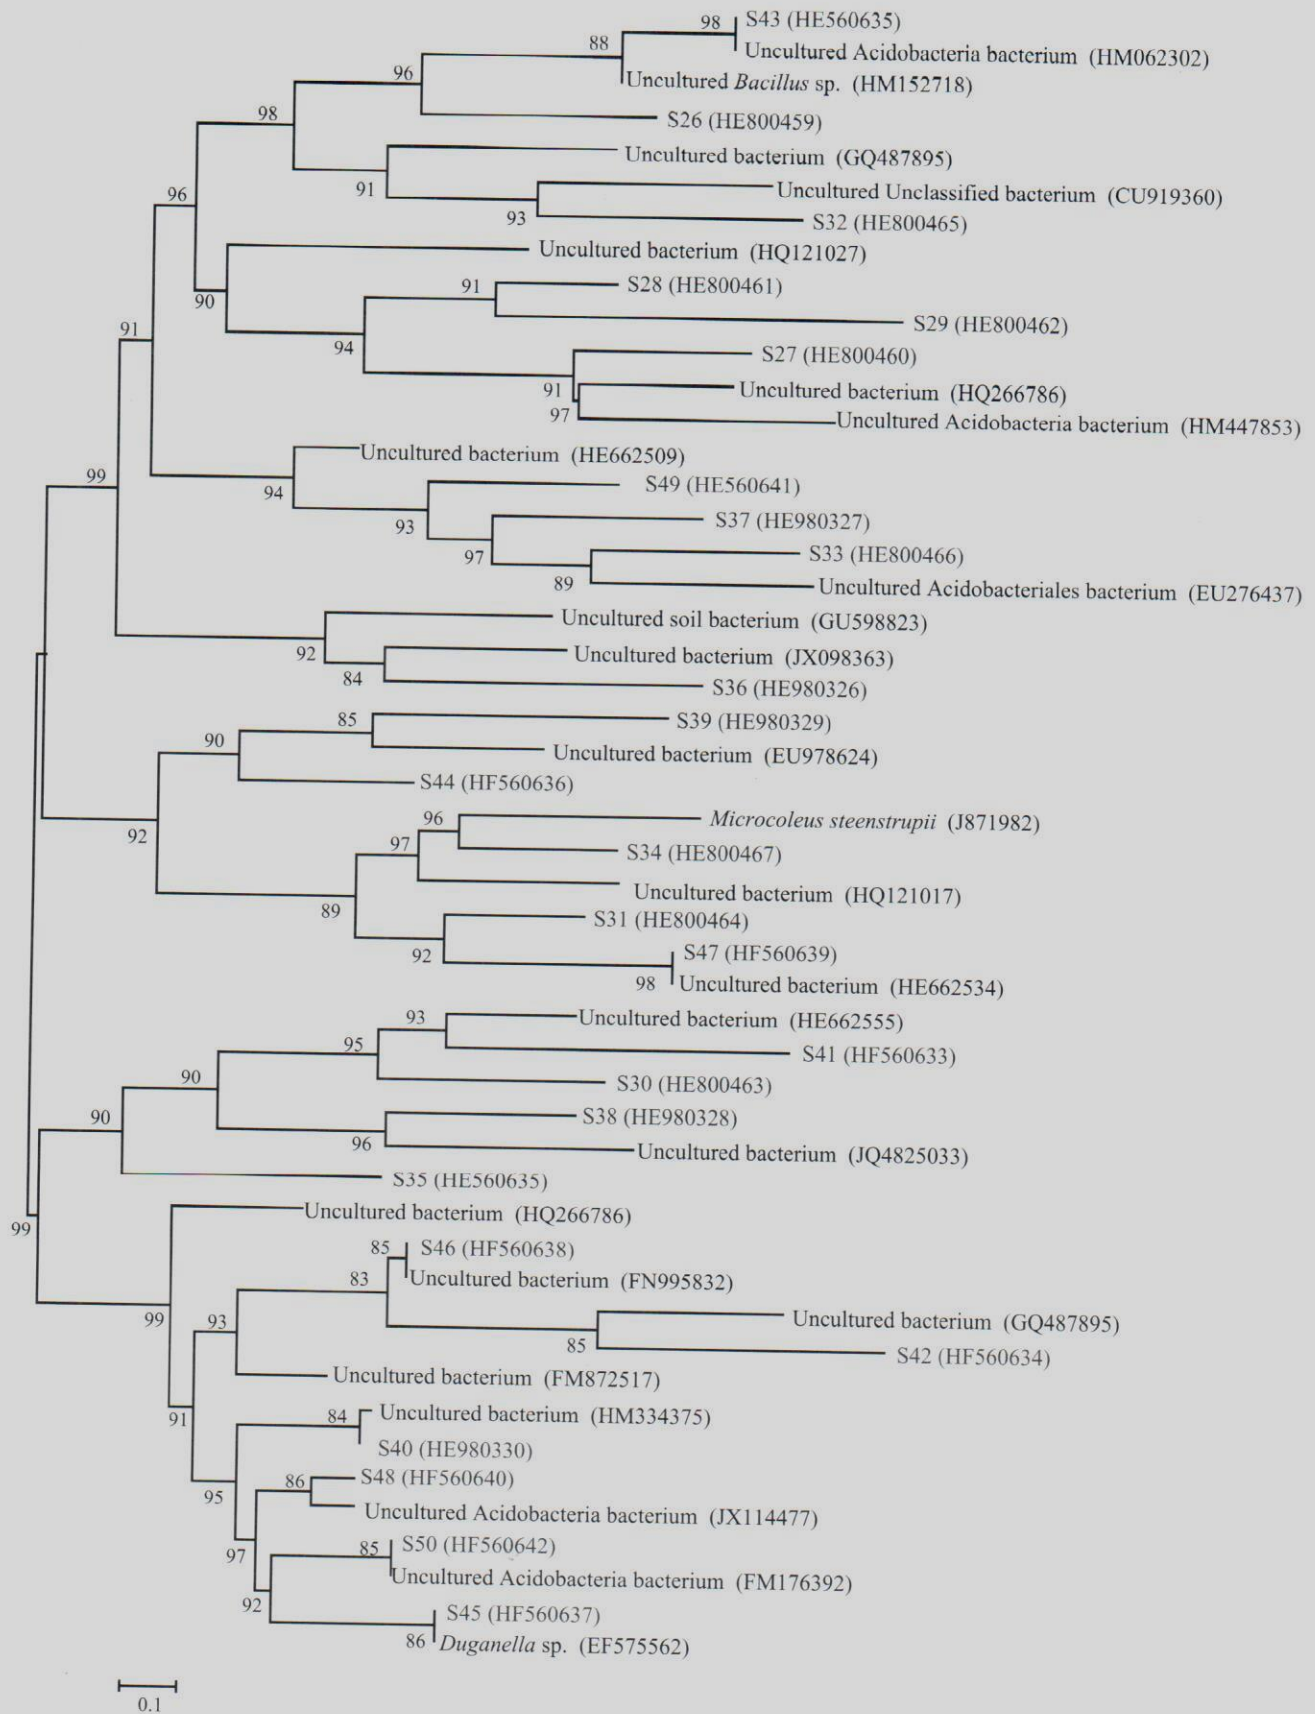 98 S43 (HE560635)
88 Uncultured Acidobacteria bacterium (HM062302)
96 Uncultured Bacillus sp. (HM152718)
98 S26 (HE800459)
Uncultured bacterium (GQ487895)
91 Uncultured Unclassified bacterium (CU919360)
96 93 S32 (HE800465)
Uncultured bacterium (HQ121027)
91 S28 (HE800461)
90 S29 (HE800462)
91 94 S27 (HE800460)
91 Uncultured bacterium (HQ266786)
97 Uncultured Acidobacteria bacterium (HM447853)
Uncultured bacterium (HE662509)
99 94 S49 (HE560641)
93 S37 (HE980327)
97 S33 (HE800466)
89 Uncultured Acidobacteriales bacterium (EU276437)
Uncultured soil bacterium (GU598823)
92 Uncultured bacterium (JX098363)
84 S36 (HE980326)
85 S39 (HE980329)
90 Uncultured bacterium (EU978624)
S44 (HF560636)
92 96 Microcoleus steenstrupii (J871982)
97 S34 (HE800467)
Uncultured bacterium (HQ121017)
89 S31 (HE800464)
92 S47 (HF560639)
98 Uncultured bacterium (HE662534)
93 Uncultured bacterium (HE662555)
95 S41 (HF560633)
90 S30 (HE800463)
90 S38 (HE980328)
96 Uncultured bacterium (JQ4825033)
S35 (HE560635)
99 Uncultured bacterium (HQ266786)
85 S46 (HF560638)
83 Uncultured bacterium (FN995832)
99 93 Uncultured bacterium (GQ487895)
85 S42 (HF560634)
Uncultured bacterium (FM872517)
91 84 Uncultured bacterium (HM334375)
S40 (HE980330)
95 86 S48 (HF560640)
Uncultured Acidobacteria bacterium (JX114477)
97 85 S50 (HF560642)
Uncultured Acidobacteria bacterium (FM176392)
92 S45 (HF560637)
86 Duganella sp. (EF575562)
0.1